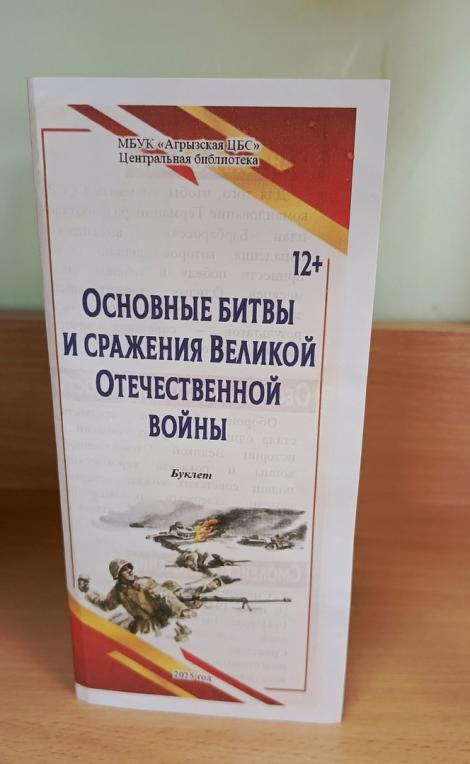 МБУК «Агрызская ЦБС»
Центральная библиотека
12+
ОСНОВНЫЕ БИТВЫ
И СРАЖЕНИЯ ВЕЛИКОЙ
ОТЕЧЕСТВЕННОЙ
ВОЙНЫ
Буклет
2025 год